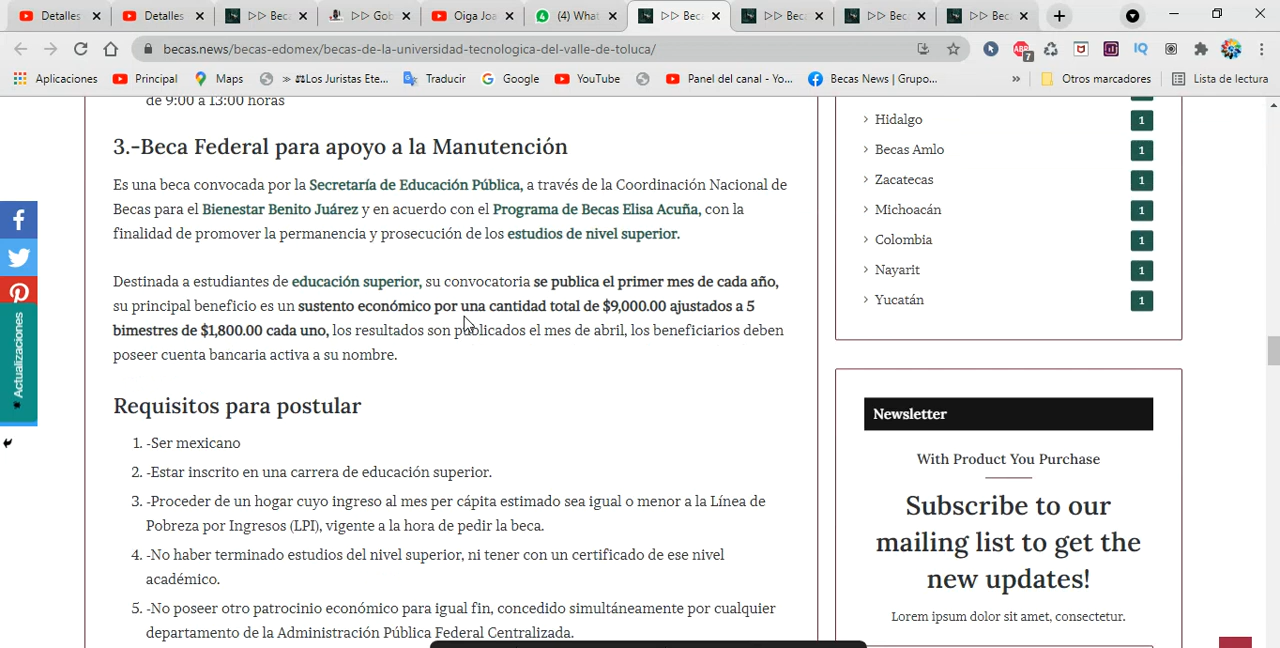 Detalles
Detalles
▷▷ Beca
▷▷ Gob
Oiga Joa
(4) What
▷▷ Beca
▷▷ Beca
▷▷ Bec
▷▷ Beca
becas.news/becas-edomex/becas-de-la-universidad-tecnologica-del-valle-de-toluca/
ABP
7
IQ
Aplicaciones
Principal
Maps
» ⚖Los Juristas Ete...
Traducir
Google
YouTube
Panel del canal - Yo...
Becas News | Grupo...
»
Otros marcadores
Lista de lectura
de 9:00 a 13:00 horas
3.-Beca Federal para apoyo a la Manutención
Es una beca convocada por la Secretaría de Educación Pública, a través de la Coordinación Nacional de
Becas para el Bienestar Benito Juárez y en acuerdo con el Programa de Becas Elisa Acuña, con la
finalidad de promover la permanencia y prosecución de los estudios de nivel superior.
Destinada a estudiantes de educación superior, su convocatoria se publica el primer mes de cada año,
su principal beneficio es un sustento económico por una cantidad total de $9,000.00 ajustados a 5
bimestres de $1,800.00 cada uno, los resultados son publicados el mes de abril, los beneficiarios deben
poseer cuenta bancaria activa a su nombre.
Requisitos para postular
1. -Ser mexicano
2. -Estar inscrito en una carrera de educación superior.
3. -Proceder de un hogar cuyo ingreso al mes per cápita estimado sea igual o menor a la Línea de
Pobreza por Ingresos (LPI), vigente a la hora de pedir la beca.
4. -No haber terminado estudios del nivel superior, ni tener con un certificado de ese nivel
académico.
5. -No poseer otro patrocinio económico para igual fin, concedido simultáneamente por cualquier
departamento de la Administración Pública Federal Centralizada.
Actualizaciones
Hidalgo 1
Becas Amlo 1
Zacatecas 1
Michoacán 1
Colombia 1
Nayarit 1
Yucatán 1
Newsletter
With Product You Purchase
Subscribe to our
mailing list to get the
new updates!
Lorem ipsum dolor sit amet, consectetur.